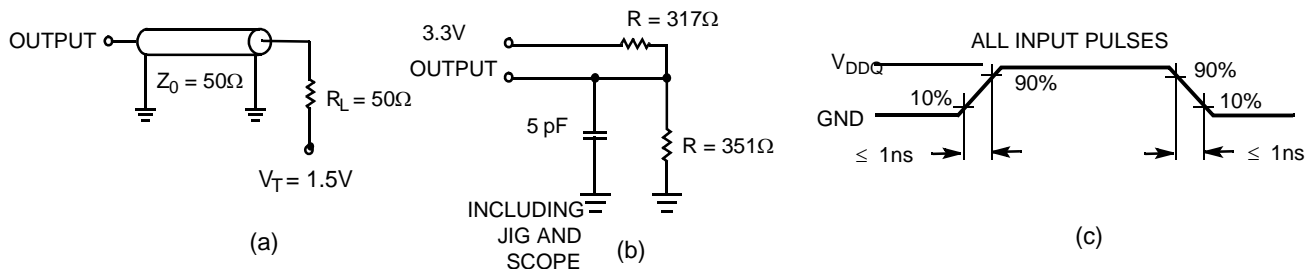 OUTPUT
Z0 = 50Ω
RL = 50Ω
VT = 1.5V
(a)
R = 317Ω
3.3V
OUTPUT
5 pF
R = 351Ω
INCLUDING
JIG AND
SCOPE
(b)
ALL INPUT PULSES
VDDQ
90%
90%
10%
10%
GND
≤ 1ns
≤ 1ns
(c)